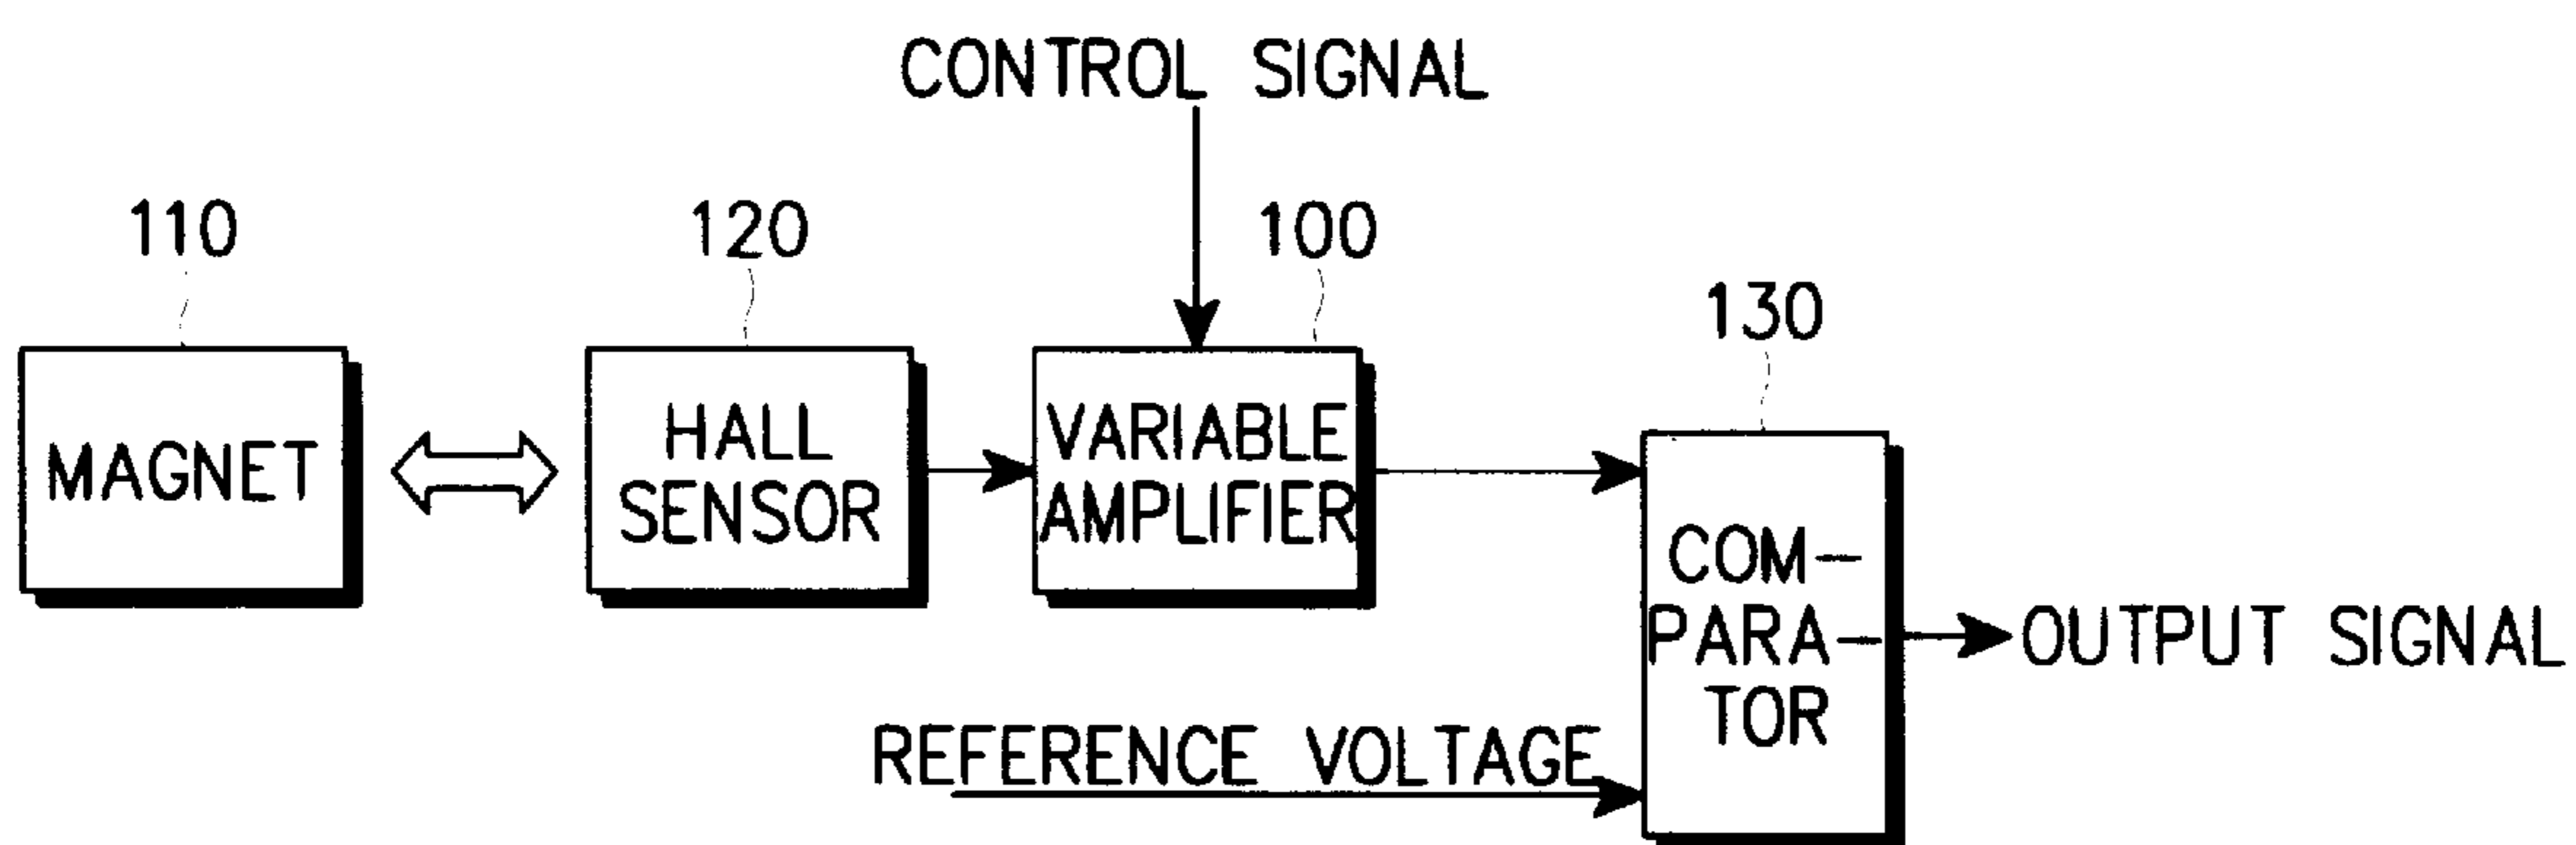 CONTROL SIGNAL
110
120
100
130
MAGNET
HALL
SENSOR
VARIABLE
AMPLIFIER
COM-
PARA-
TOR
OUTPUT SIGNAL
REFERENCE VOLTAGE